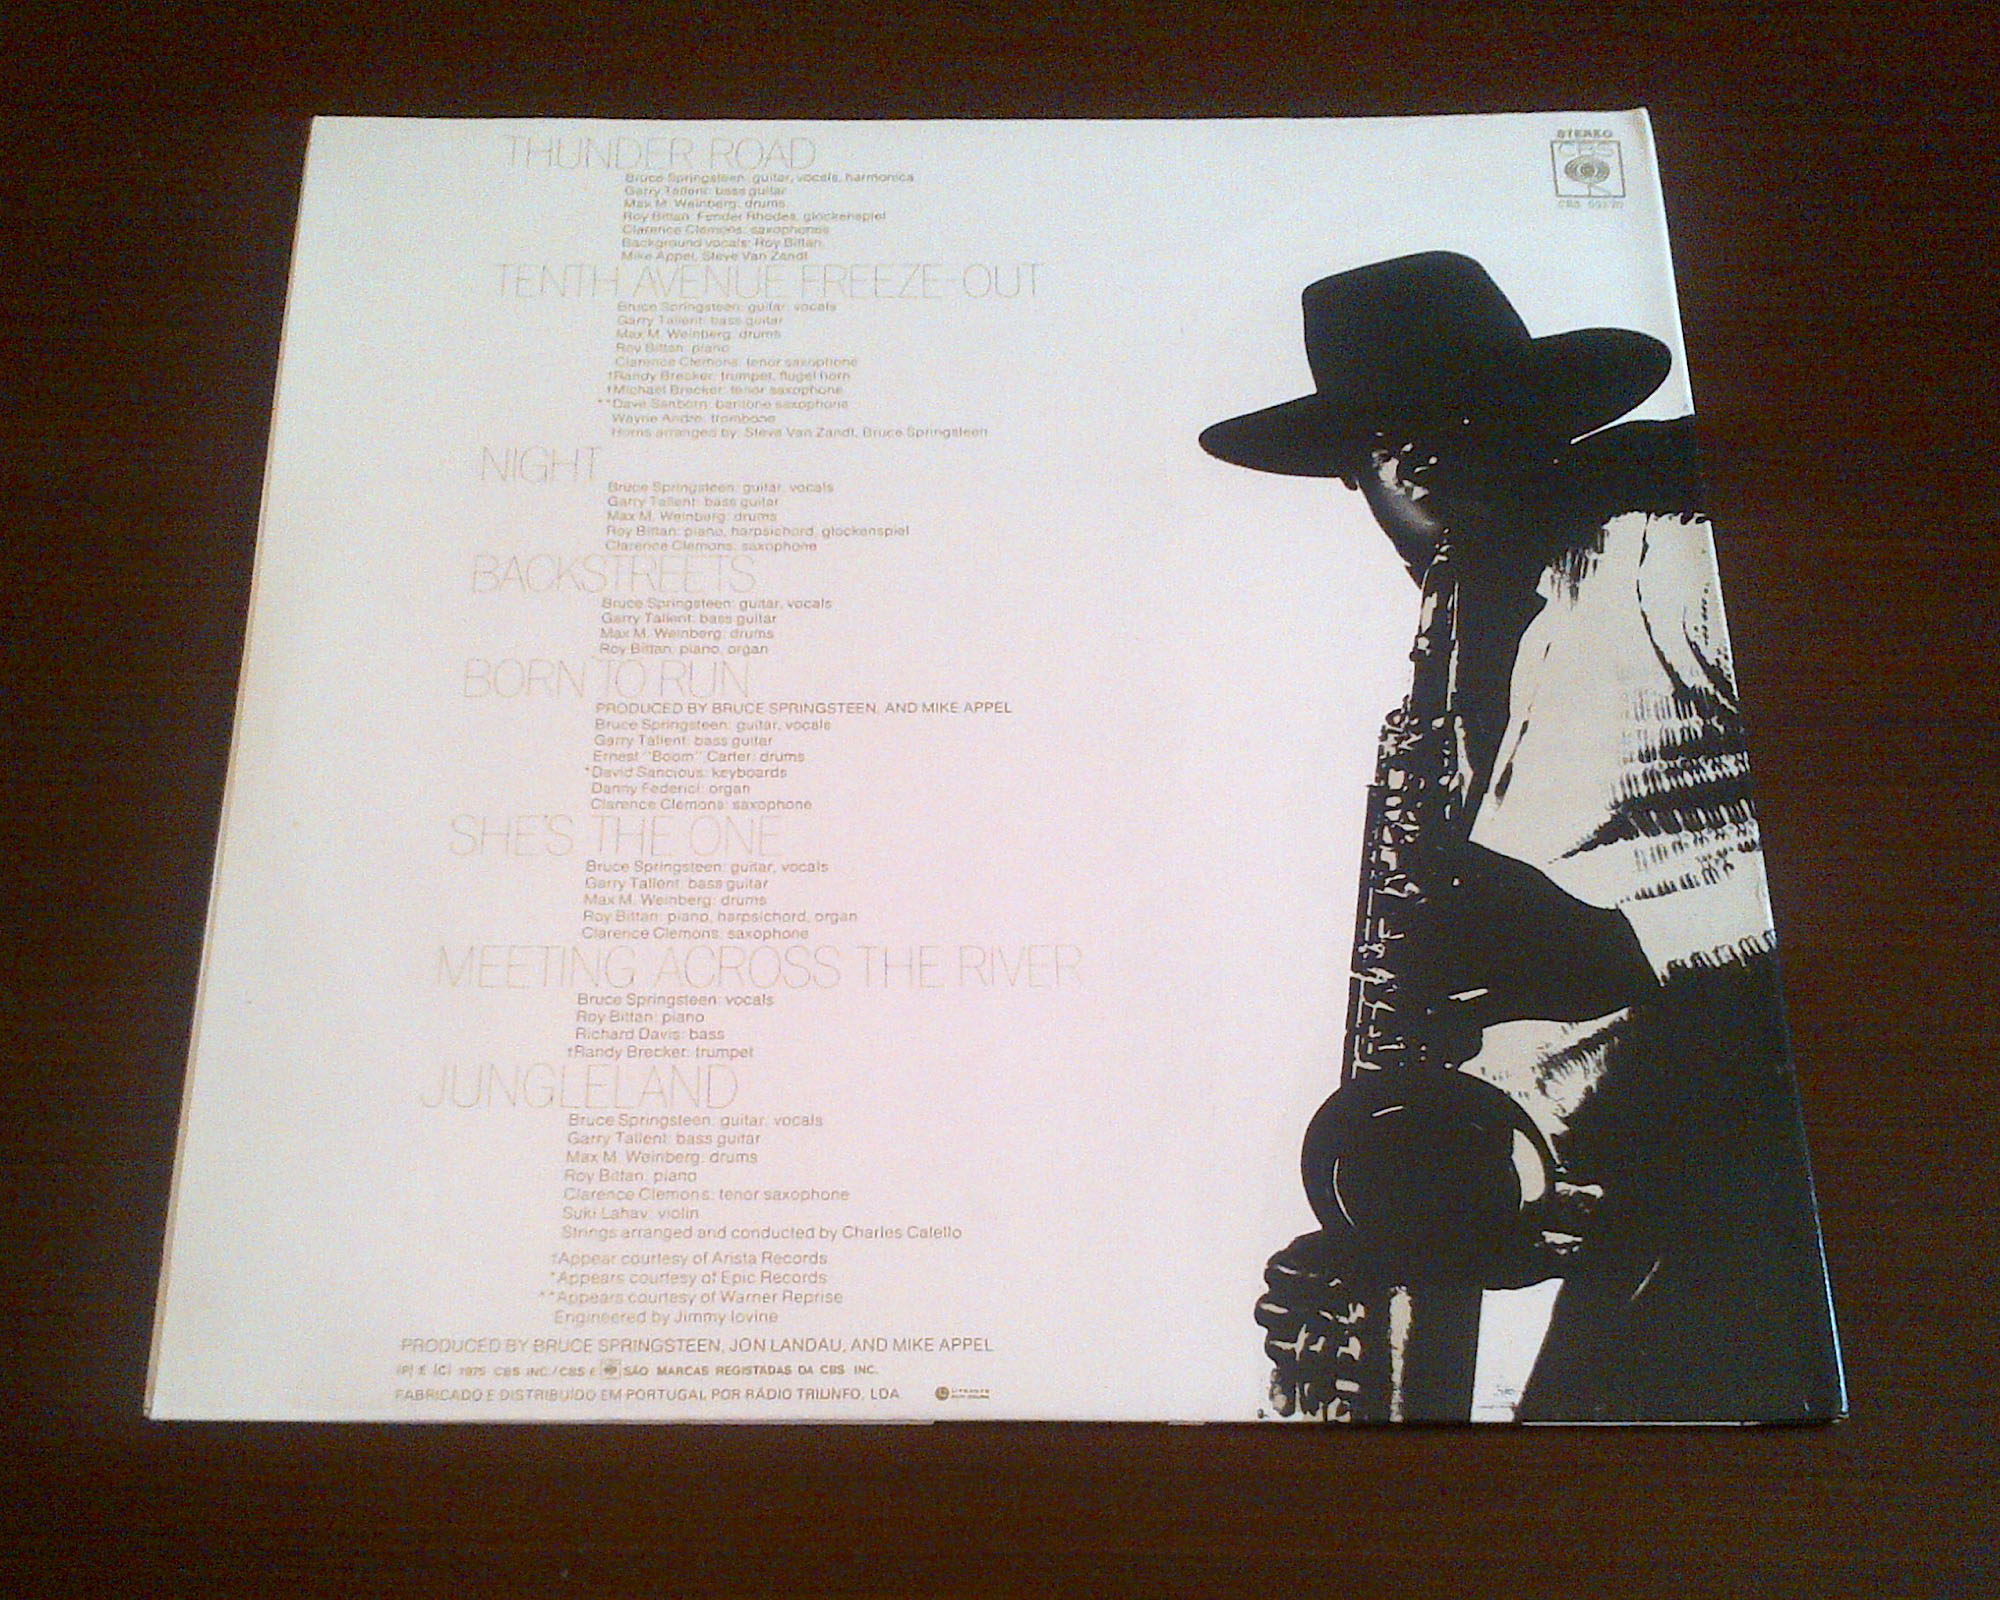 THUNDER ROAD
Bruce Springsteen: guitar, vocals, harmonica
Garry Tallent: bass guitar
Max M. Weinberg: drums
Roy Bittan: Fender Rhodes, glockenspiel
Clarence Clemons: saxophones
Background vocals: Roy Bittan,
Mike Appel, Steve Van Zandt
TENTH AVENUE FREEZE-OUT
Bruce Springsteen: guitar, vocals
Garry Tallent: bass guitar
Max M. Weinberg: drums
Roy Bittan: piano
Clarence Clemons: tenor saxophone
†Randy Brecker: trumpet, flugel horn
†Michael Brecker: tenor saxophone
**Dave Sanborn: baritone saxophone
Wayne Andre: trombone
Horns arranged by: Steve Van Zandt, Bruce Springsteen
NIGHT
Bruce Springsteen: guitar, vocals
Garry Tallent: bass guitar
Max M. Weinberg: drums
Roy Bittan: piano, harpsichord, glockenspiel
Clarence Clemons: saxophone
BACKSTREETS
Bruce Springsteen: guitar, vocals
Garry Tallent: bass guitar
Max M. Weinberg: drums
Roy Bittan: piano, organ
BORN TO RUN
PRODUCED BY BRUCE SPRINGSTEEN, AND MIKE APPEL
Bruce Springsteen: guitar, vocals
Garry Tallent: bass guitar
Ernest "Boom" Carter: drums
*David Sancious: keyboards
Danny Federici: organ
Clarence Clemons: saxophone
SHE'S THE ONE
Bruce Springsteen: guitar, vocals
Garry Tallent: bass guitar
Max M. Weinberg: drums
Roy Bittan: piano, harpsichord, organ
Clarence Clemons: saxophone
MEETING ACROSS THE RIVER
Bruce Springsteen: vocals
Roy Bittan: piano
Richard Davis: bass
†Randy Brecker: trumpet
JUNGLELAND
Bruce Springsteen: guitar, vocals
Garry Tallent: bass guitar
Max M. Weinberg: drums
Roy Bittan: piano
Clarence Clemons: tenor saxophone
Suki Lahav: violin
Strings arranged and conducted by Charles Calello
†Appear courtesy of Arista Records
*Appears courtesy of Epic Records
**Appears courtesy of Warner Reprise
Engineered by Jimmy Iovine
PRODUCED BY BRUCE SPRINGSTEEN, JON LANDAU, AND MIKE APPEL
(P) E (C) 1975 CBS INC./CBS E SÃO MARCAS REGISTADAS DA CBS INC.
FABRICADO E DISTRIBUÍDO EM PORTUGAL POR RÁDIO TRIUNFO, LDA.
STEREO
CBS
CBS